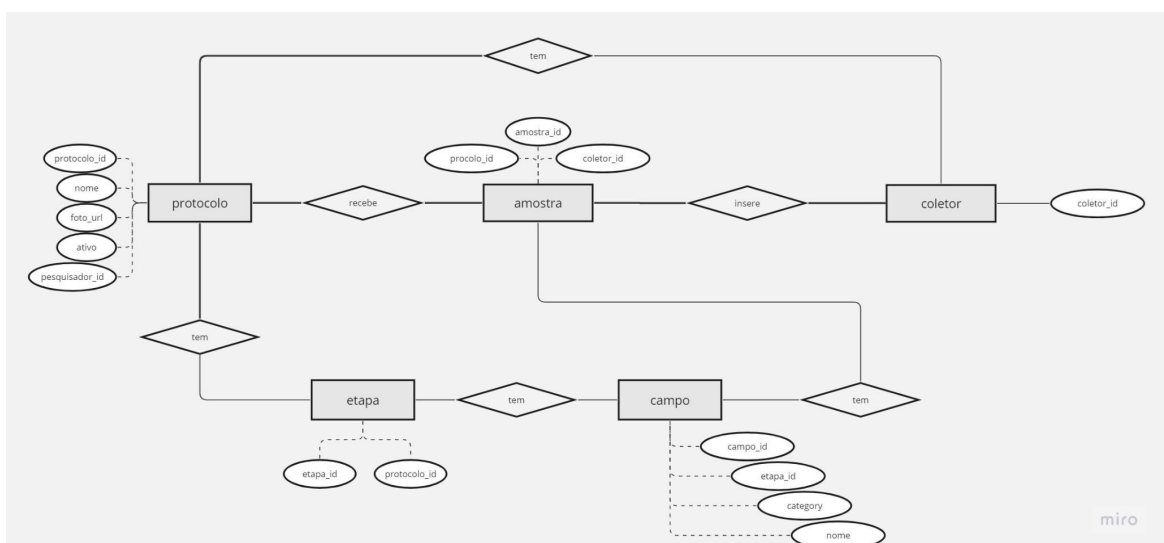 tem
amostra_id
protocolo_id
procolo_id
coletor_id
nome
protocolo
recebe
amostra
insere
coletor
coletor_id
foto_url
ativo
pesquisador_id
tem
etapa
tem
campo
tem
campo_id
etapa_id
protocolo_id
etapa_id
category
nome
miro